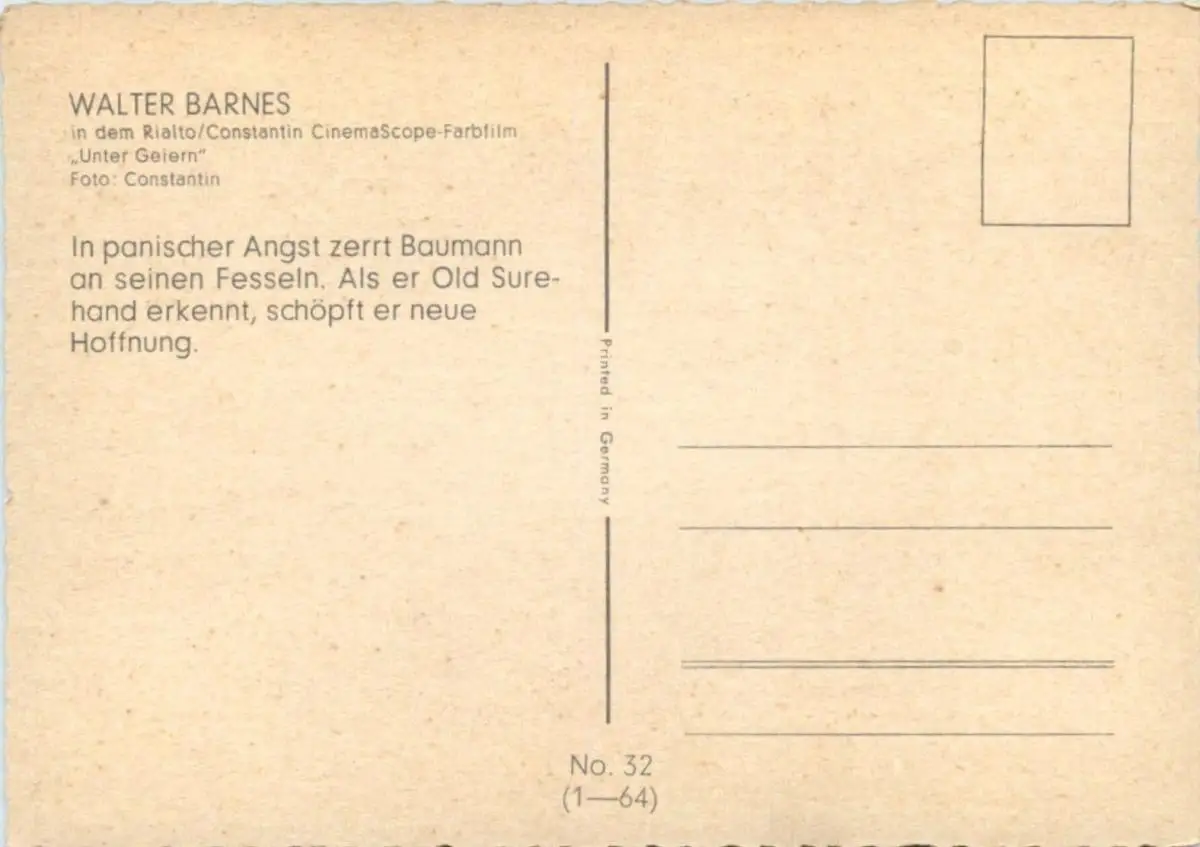 WALTER BARNES
in dem Rialto/Constantin CinemaScope-Farbfilm
„Unter Geiern"
Foto: Constantin
In panischer Angst zerrt Baumann
an seinen Fesseln. Als er Old Sure-
hand erkennt, schöpft er neue
Hoffnung.
Printed in Germany
No. 32
(1—64)